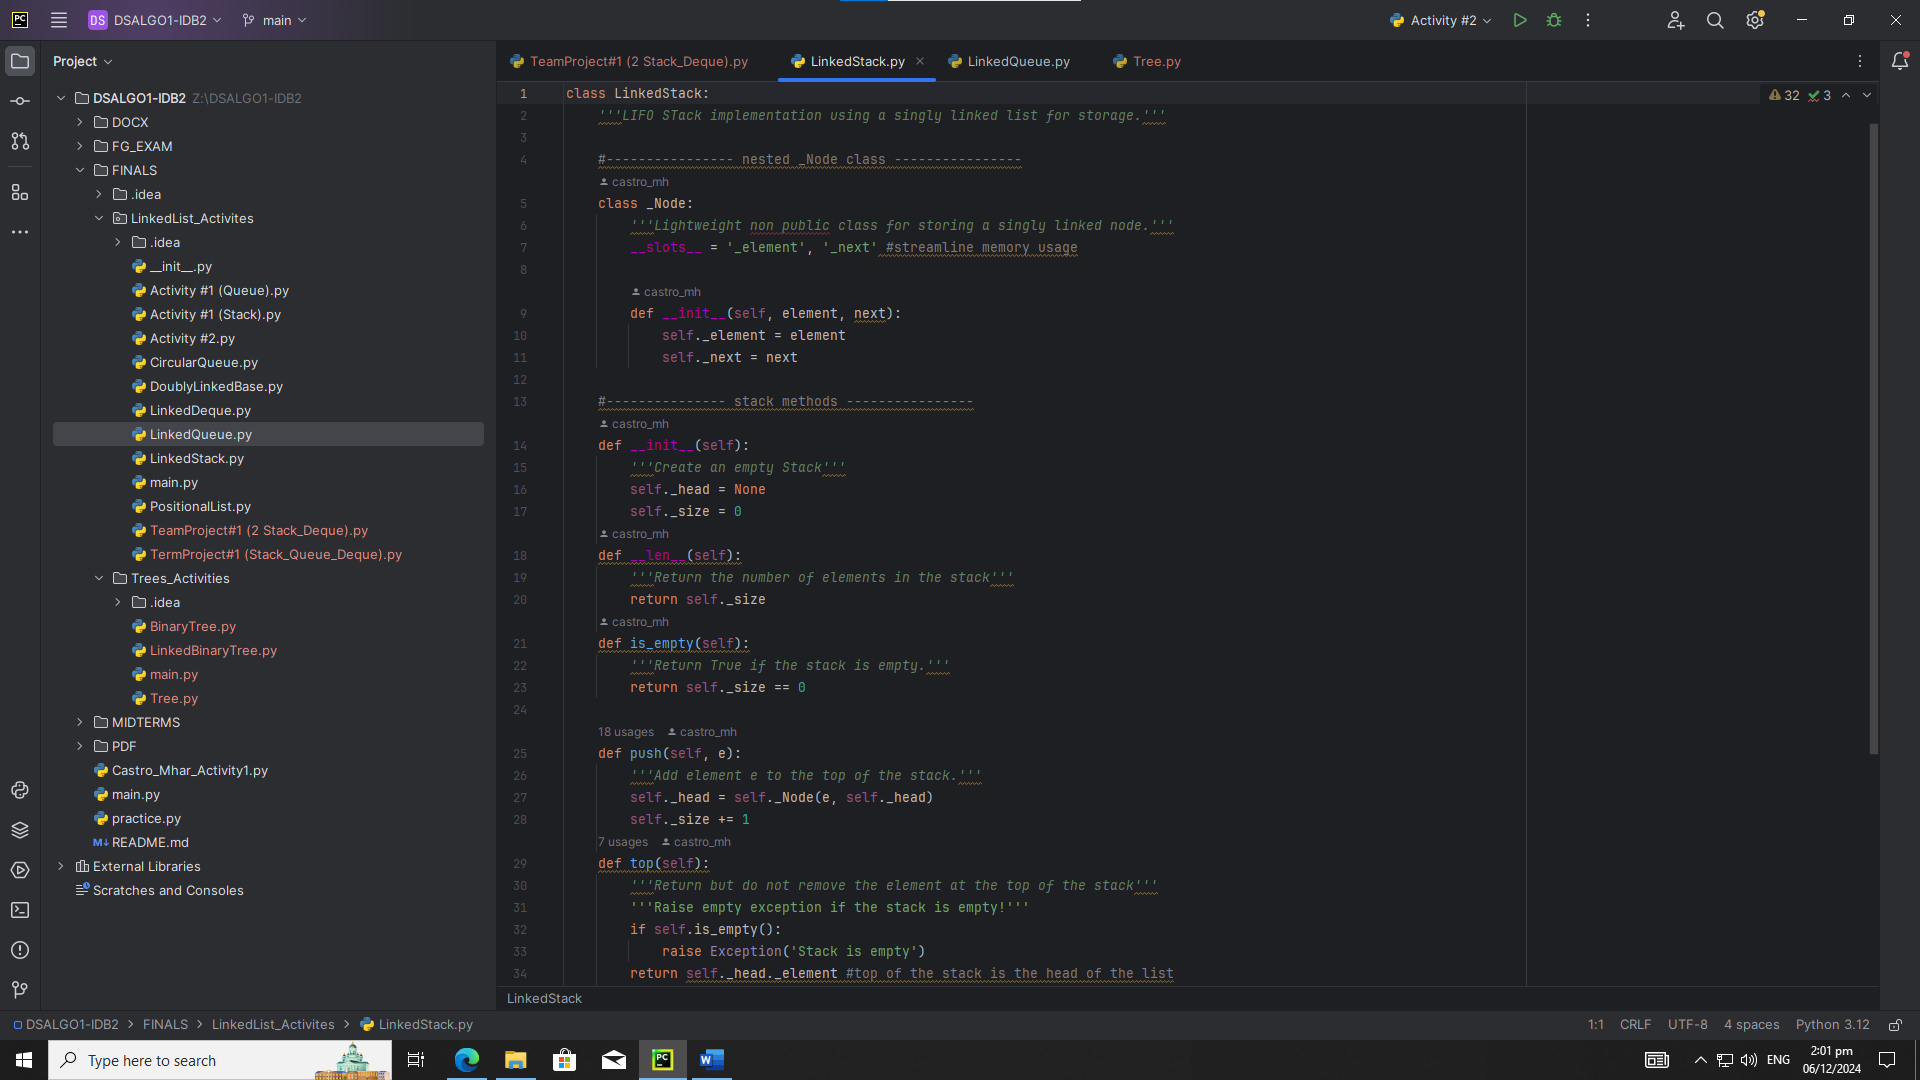 PC DS DSALGO1-IDB2 main Activity #2
Project
DSALGO1-IDB2 Z:\DSALGO1-IDB2
DOCX
FG_EXAM
FINALS
.idea
LinkedList_Activites
.idea
__init__.py
Activity #1 (Queue).py
Activity #1 (Stack).py
Activity #2.py
CircularQueue.py
DoublyLinkedBase.py
LinkedDeque.py
LinkedQueue.py
LinkedStack.py
main.py
PositionalList.py
TeamProject#1 (2 Stack_Deque).py
TermProject#1 (Stack_Queue_Deque).py
Trees_Activities
.idea
BinaryTree.py
LinkedBinaryTree.py
main.py
Tree.py
MIDTERMS
PDF
Castro_Mhar_Activity1.py
main.py
practice.py
M↓ README.md
External Libraries
Scratches and Consoles
TeamProject#1 (2 Stack_Deque).py LinkedStack.py LinkedQueue.py Tree.py
32 3
1 class LinkedStack:
2 '''LIFO STack implementation using a singly linked list for storage.'''
3
4 #---------------- nested _Node class ----------------
castro_mh
5 class _Node:
6 '''Lightweight non public class for storing a singly linked node.'''
7 __slots__ = '_element', '_next' #streamline memory usage
8
castro_mh
9 def __init__(self, element, next):
10 self._element = element
11 self._next = next
12
13 #--------------- stack methods ----------------
castro_mh
14 def __init__(self):
15 '''Create an empty Stack'''
16 self._head = None
17 self._size = 0
castro_mh
18 def __len__(self):
19 '''Return the number of elements in the stack'''
20 return self._size
castro_mh
21 def is_empty(self):
22 '''Return True if the stack is empty.'''
23 return self._size == 0
24
18 usages castro_mh
25 def push(self, e):
26 '''Add element e to the top of the stack.'''
27 self._head = self._Node(e, self._head)
28 self._size += 1
7 usages castro_mh
29 def top(self):
30 '''Return but do not remove the element at the top of the stack'''
31 '''Raise empty exception if the stack is empty!'''
32 if self.is_empty():
33 raise Exception('Stack is empty')
34 return self._head._element #top of the stack is the head of the list
LinkedStack
DSALGO1-IDB2 > FINALS > LinkedList_Activites > LinkedStack.py 1:1 CRLF UTF-8 4 spaces Python 3.12
Type here to search PC W ENG 2:01 pm
06/12/2024